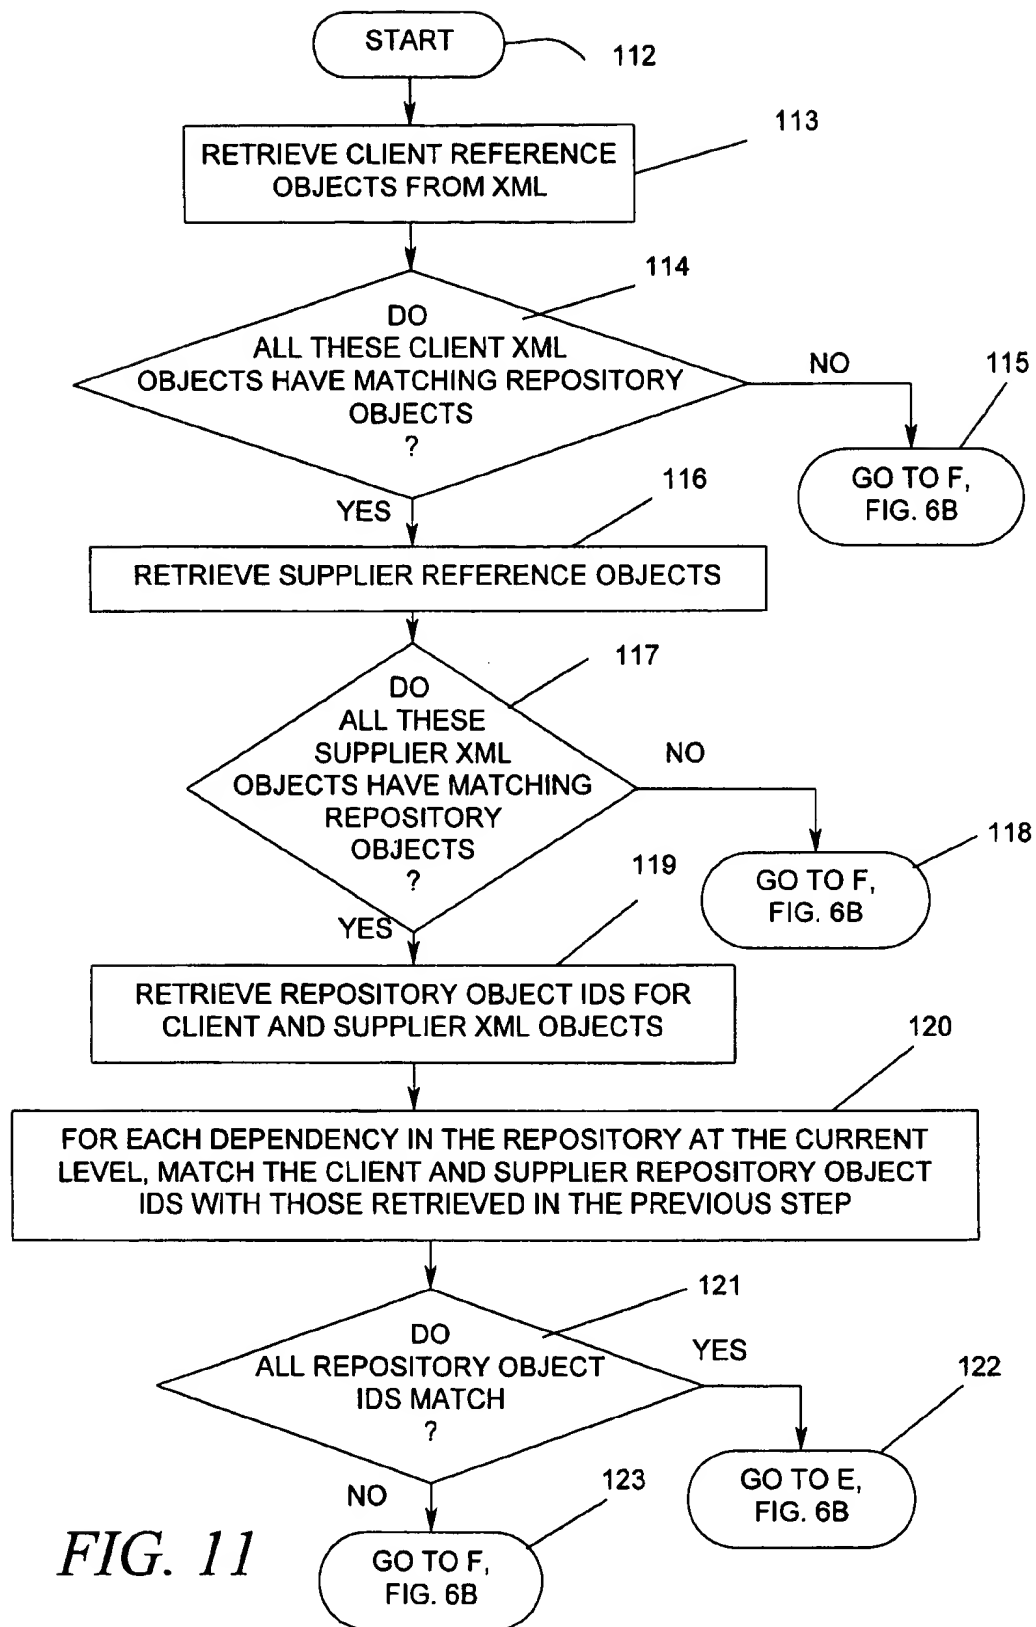 START
112
113
RETRIEVE CLIENT REFERENCE
OBJECTS FROM XML
114
DO
ALL THESE CLIENT XML
OBJECTS HAVE MATCHING REPOSITORY
OBJECTS
?
NO
115
GO TO F,
FIG. 6B
YES
116
RETRIEVE SUPPLIER REFERENCE OBJECTS
117
DO
ALL THESE
SUPPLIER XML
OBJECTS HAVE MATCHING
REPOSITORY
OBJECTS
?
NO
118
GO TO F,
FIG. 6B
YES
119
RETRIEVE REPOSITORY OBJECT IDS FOR
CLIENT AND SUPPLIER XML OBJECTS
120
FOR EACH DEPENDENCY IN THE REPOSITORY AT THE CURRENT
LEVEL, MATCH THE CLIENT AND SUPPLIER REPOSITORY OBJECT
IDS WITH THOSE RETRIEVED IN THE PREVIOUS STEP
121
DO
ALL REPOSITORY OBJECT
IDS MATCH
?
YES
122
GO TO E,
FIG. 6B
NO
123
GO TO F,
FIG. 6B
FIG. 11